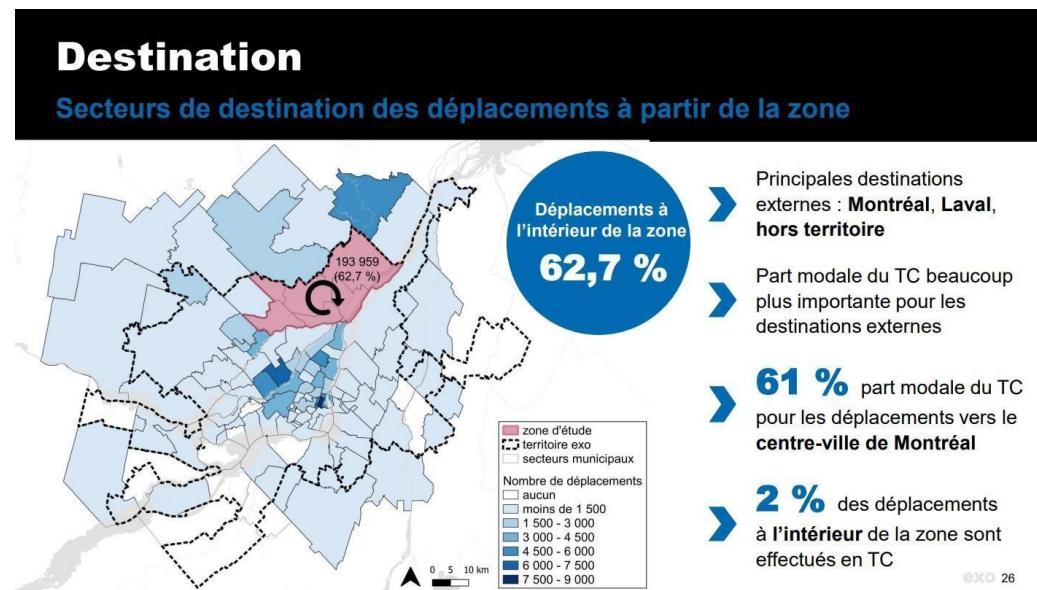 Destination
Secteurs de destination des déplacements à partir de la zone
193 959
(62,7 %)
Déplacements à
l'intérieur de la zone
62,7 %
Principales destinations
externes : Montréal, Laval,
hors territoire
Part modale du TC beaucoup
plus importante pour les
destinations externes
61 % part modale du TC
pour les déplacements vers le
centre-ville de Montréal
2 % des déplacements
à l'intérieur de la zone sont
effectués en TC
zone d'étude
territoire exo
secteurs municipaux
Nombre de déplacements
aucun
moins de 1 500
1 500 - 3 000
3 000 - 4 500
4 500 - 6 000
6 000 - 7 500
7 500 - 9 000
0 5 10 km
exo 26